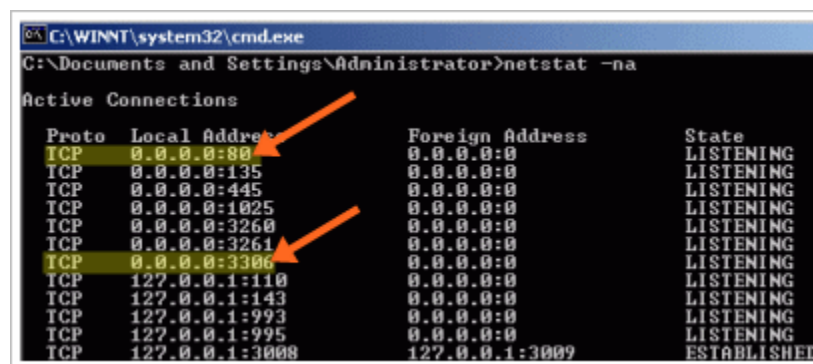 C:\WINNT\system32\cmd.exe
C:\Documents and Settings\Administrator>netstat -na
Active Connections
Proto Local Address Foreign Address State
TCP 0.0.0.0:80 0.0.0.0:0 LISTENING
TCP 0.0.0.0:135 0.0.0.0:0 LISTENING
TCP 0.0.0.0:445 0.0.0.0:0 LISTENING
TCP 0.0.0.0:1025 0.0.0.0:0 LISTENING
TCP 0.0.0.0:3260 0.0.0.0:0 LISTENING
TCP 0.0.0.0:3261 0.0.0.0:0 LISTENING
TCP 0.0.0.0:3306 0.0.0.0:0 LISTENING
TCP 127.0.0.1:110 0.0.0.0:0 LISTENING
TCP 127.0.0.1:143 0.0.0.0:0 LISTENING
TCP 127.0.0.1:993 0.0.0.0:0 LISTENING
TCP 127.0.0.1:995 0.0.0.0:0 LISTENING
TCP 127.0.0.1:3008 127.0.0.1:3009 ESTABLISHED